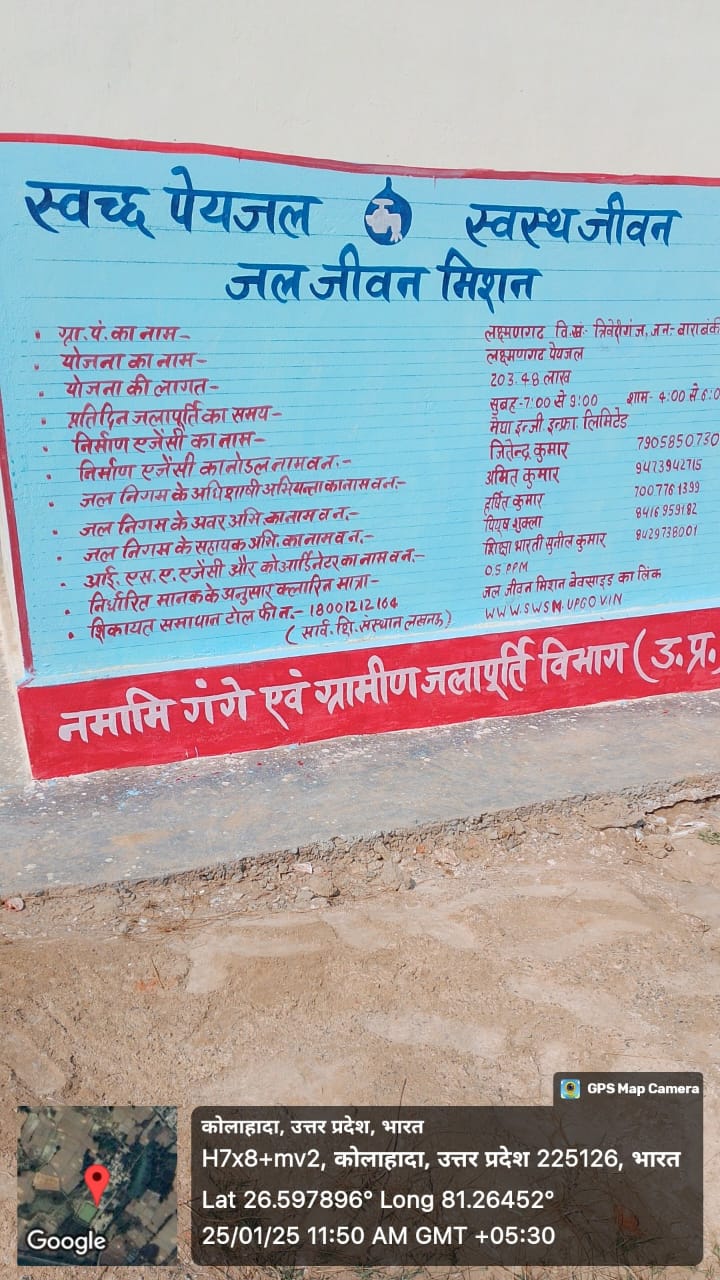 स्वच्छ पेयजल स्वस्थ जीवन
जल जीवन मिशन
• ग्रा.पं. का नाम- लक्ष्मणगढ वि.खं- त्रिवेदीगंज, जन- बाराबंकी
• योजना का नाम- लक्ष्मणगढ पेयजल
• योजना की लागत- 203.48 लाख
• प्रतिदिन जलापूर्ति का समय- सुबह-7:00 से 9:00 शाम- 4:00 से 6:0
• निर्माण एजेंसी का नाम- मेघा इन्जी. इन्फ्रा. लिमिटेड
• निर्माण एजेंसी का नोडल नाम व न.- जितेन्द्र कुमार 7905850730
• जल निगम के अधिशाषी अभियन्ता का नाम व न.- अमित कुमार 9473942715
• जल निगम के अवर अभि. का नाम व न.- हर्षित कुमार 7007761399
• जल निगम के सहायक अभि. का नाम व न.- पियूष शुक्ला 8416959182
• आई. एस. ए. एजेंसी और कोआर्डिनेटर का नाम व न.- शिक्षा भारती सुनील कुमार 8429738001
• निर्धारित मानक के अनुसार क्लोरिन मात्रा- 05 PPM
• शिकायत समाधान टोल फ्री न.- 18001212164 जल जीवन मिशन बेवसाइड का लिंक
(सार्व. शि. संस्थान लखनऊ) WWW.SWSM.UPGOV.IN
नमामि गंगे एवं ग्रामीण जलापूर्ति विभाग (उ.प्र.)
GPS Map Camera
कोलाहादा, उत्तर प्रदेश, भारत
H7x8+mv2, कोलाहादा, उत्तर प्रदेश 225126, भारत
Lat 26.597896° Long 81.26452°
25/01/25 11:50 AM GMT +05:30
Google